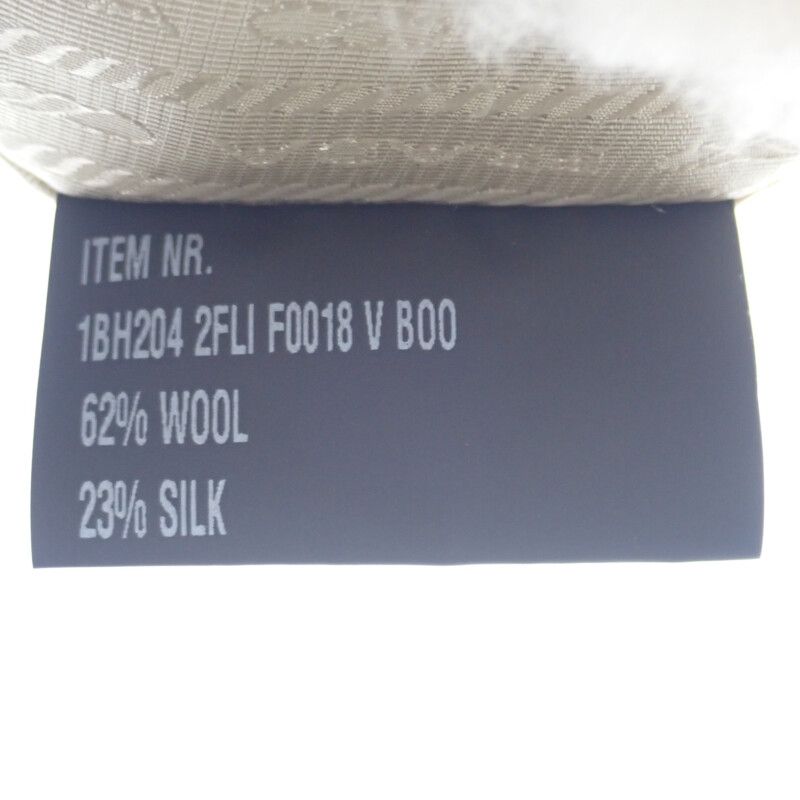 ITEM NR.
1BH204 2FLI F0018 V BOO
62% WOOL
23% SILK